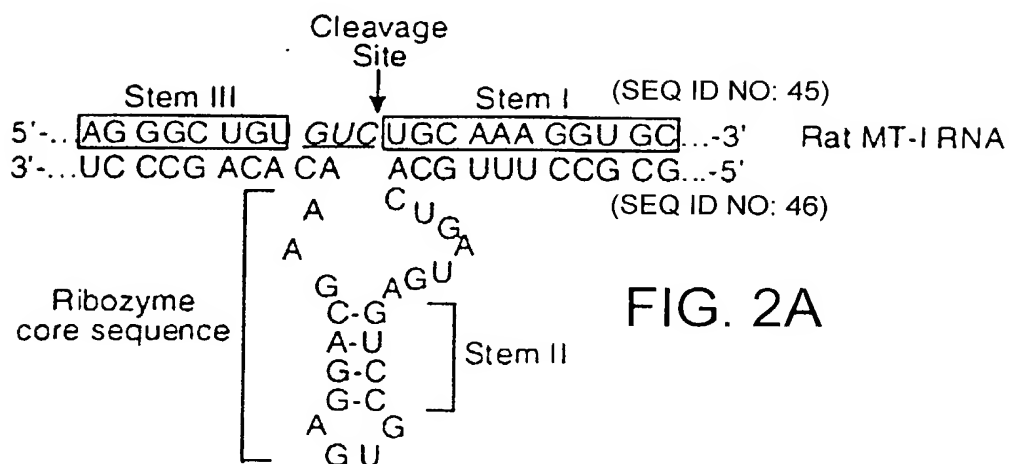 Cleavage
Site
Stem III
Stem I
(SEQ ID NO: 45)
5'-...AG GGC UGU GUC UGC AAA GGU GC...-3'
Rat MT-I RNA
3'-...UC CCG ACA CA ACG UUU CCG CG...-5'
(SEQ ID NO: 46)
A C U G A
A G A G U
G
C-G
A-U
G-C
G-C
A G
G U
Ribozyme
core sequence
Stem II
FIG. 2A